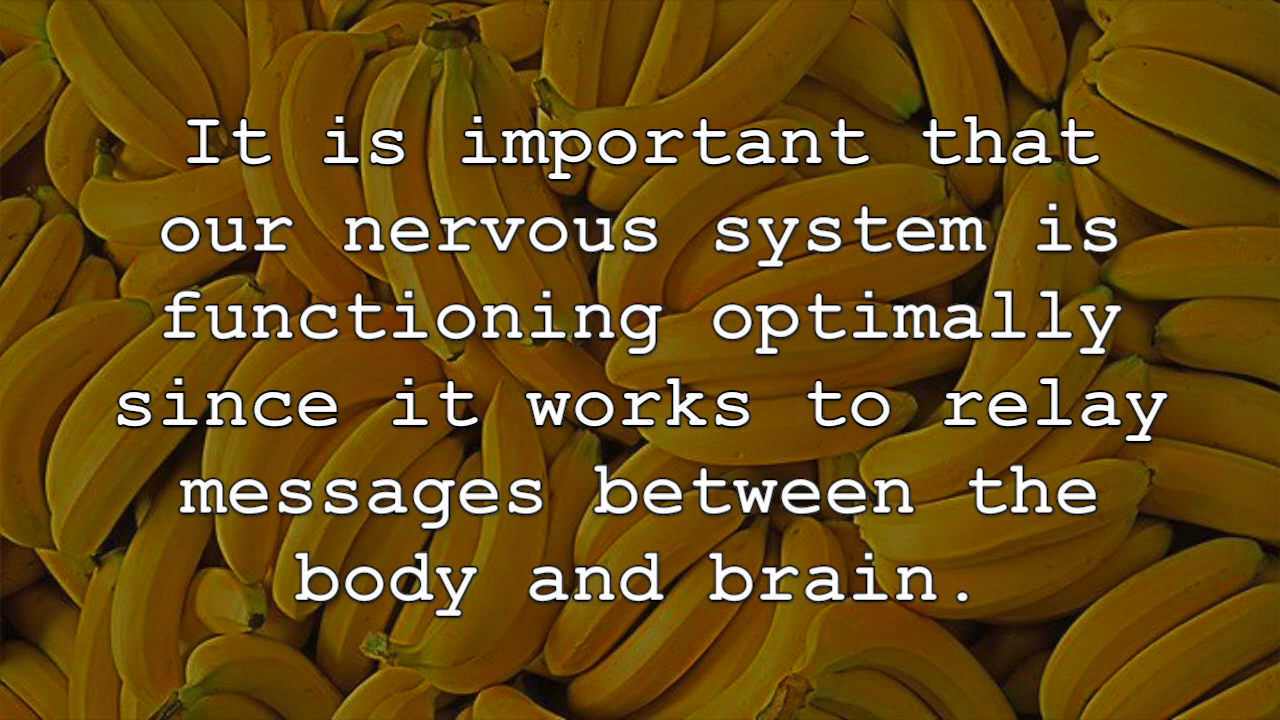 It is important that
our nervous system is
functioning optimally
since it works to relay
messages between the
body and brain.